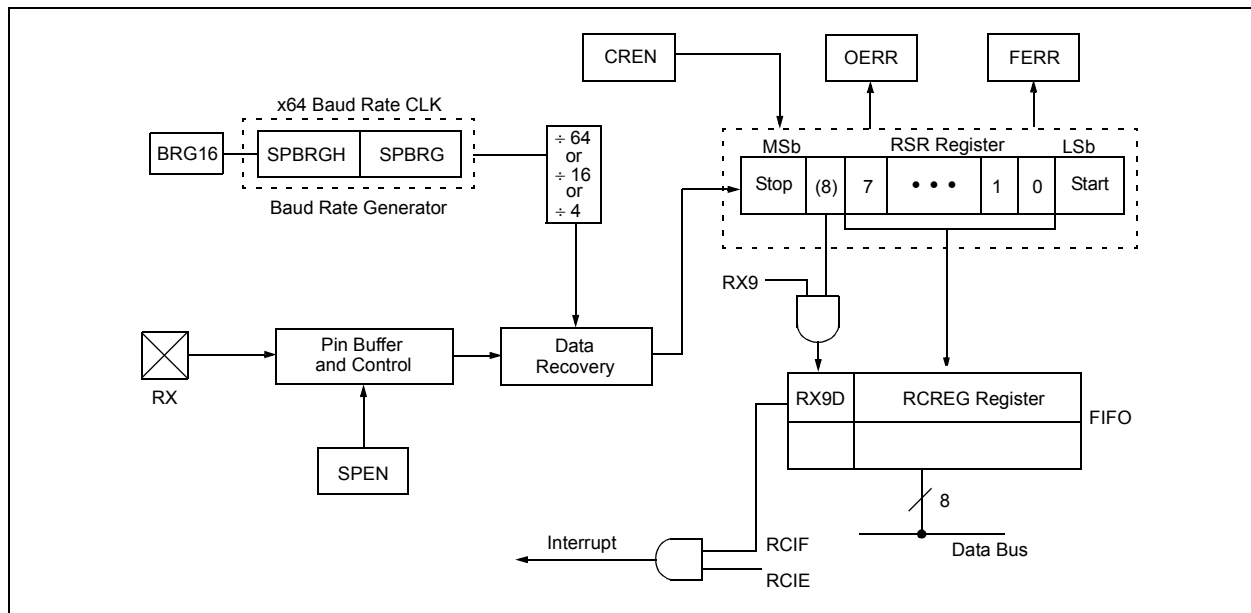 CREN
OERR
FERR
x64 Baud Rate CLK
BRG16
SPBRGH
SPBRG
Baud Rate Generator
÷ 64
or
÷ 16
or
÷ 4
MSb
RSR Register
LSb
Stop
(8)
7
• • •
1
0
Start
RX9
RX
Pin Buffer
and Control
Data
Recovery
SPEN
RX9D
RCREG Register
FIFO
8
Data Bus
Interrupt
RCIF
RCIE